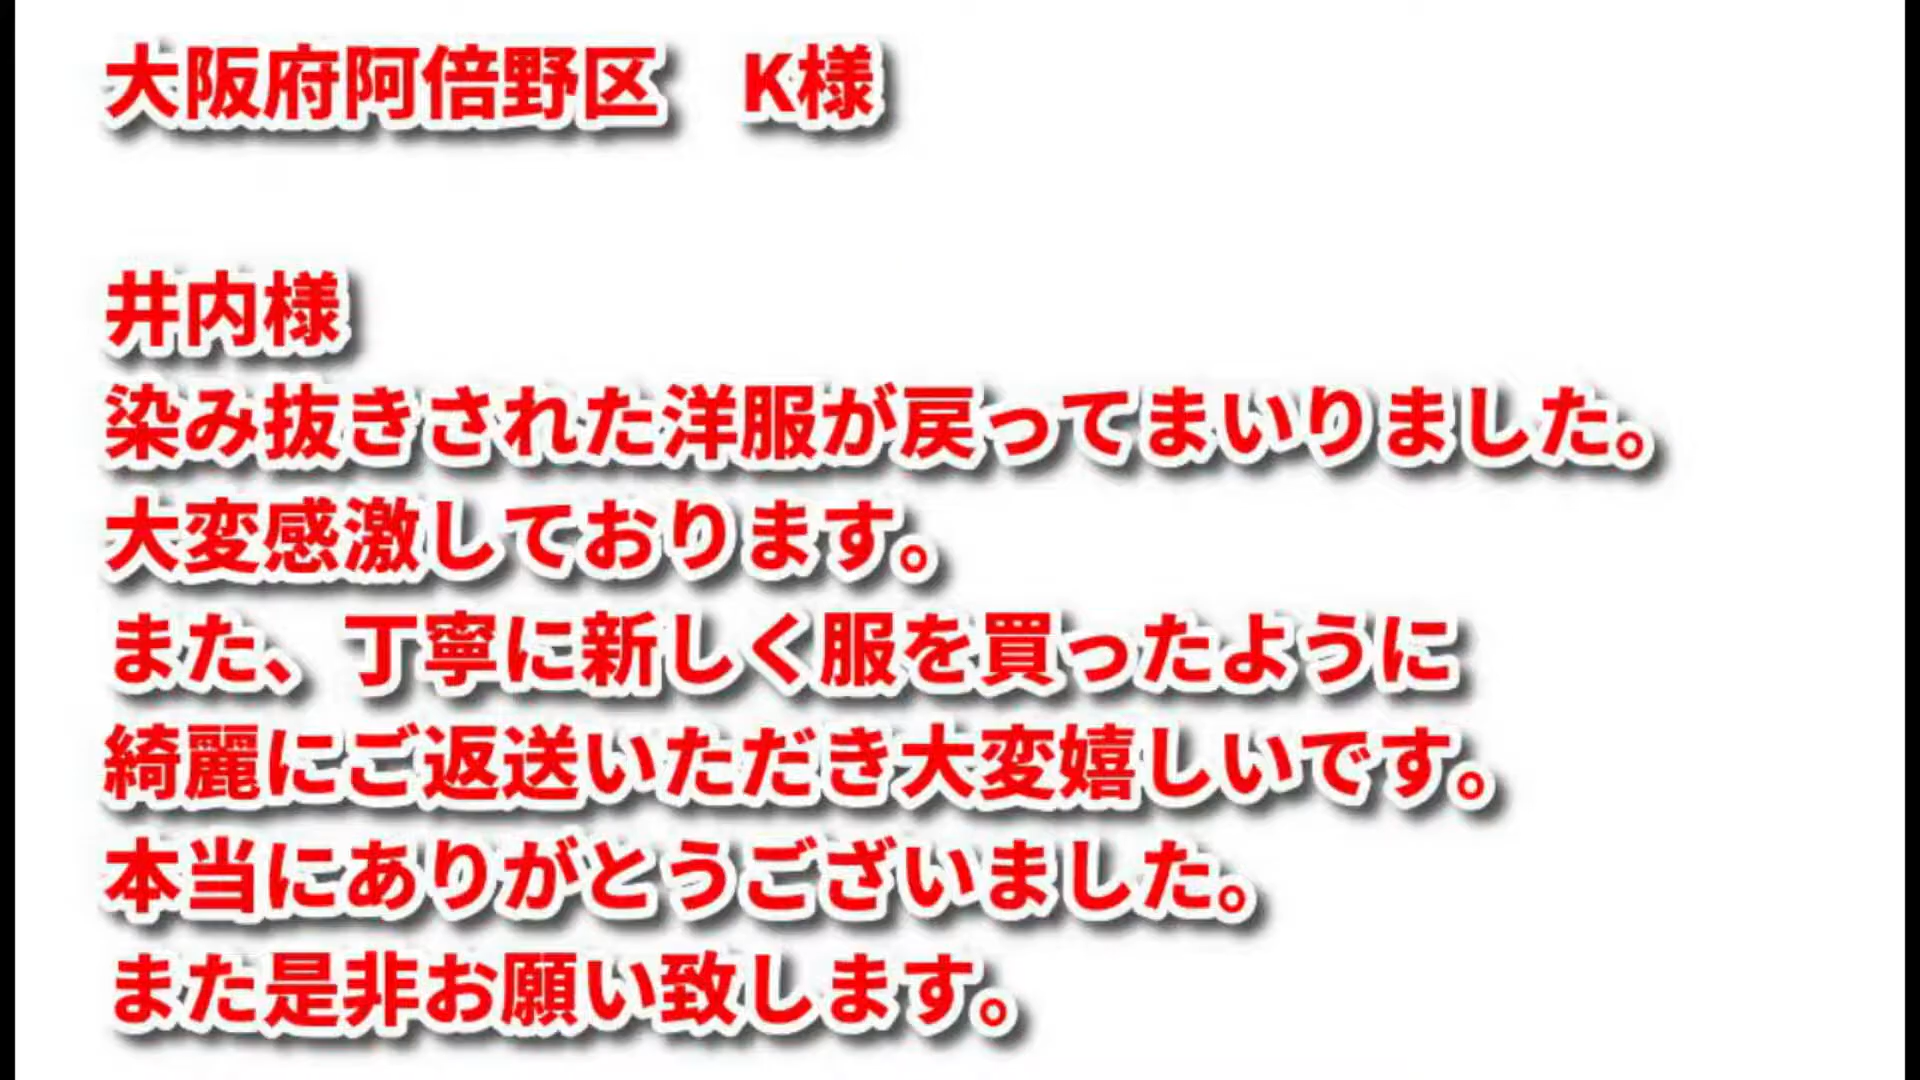 大阪府阿倍野区　K様
井内様
染み抜きされた洋服が戻ってまいりました。
大変感激しております。
また、丁寧に新しく服を買ったように
綺麗にご返送いただき大変嬉しいです。
本当にありがとうございました。
また是非お願い致します。